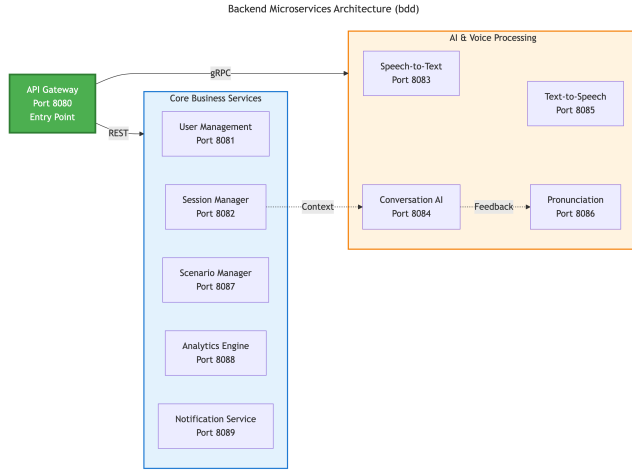 Backend Microservices Architecture (bdd)
API Gateway
Port 8080
Entry Point
gRPC
REST
Core Business Services
User Management
Port 8081
Session Manager
Port 8082
Scenario Manager
Port 8087
Analytics Engine
Port 8088
Notification Service
Port 8089
Context
AI & Voice Processing
Speech-to-Text
Port 8083
Text-to-Speech
Port 8085
Conversation AI
Port 8084
Feedback
Pronunciation
Port 8086